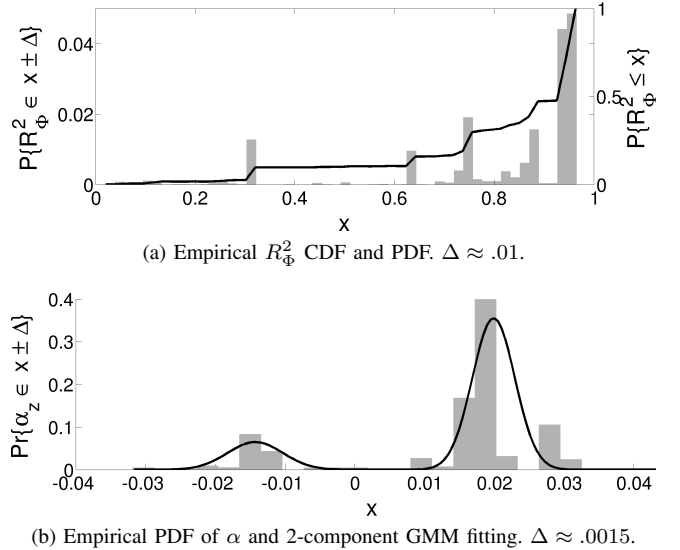 0.04
0.02
0
P{R²_Φ ∈ x ± Δ}
1
0.5
0
P{R²_Φ ≤ x}
0 0.2 0.4 0.6 0.8 1
x
(a) Empirical R²_Φ CDF and PDF. Δ ≈ .01.
0.4
0.3
0.2
0.1
0
Pr{α_z ∈ x ± Δ}
-0.04 -0.03 -0.02 -0.01 0 0.01 0.02 0.03 0.04
x
(b) Empirical PDF of α and 2-component GMM fitting. Δ ≈ .0015.